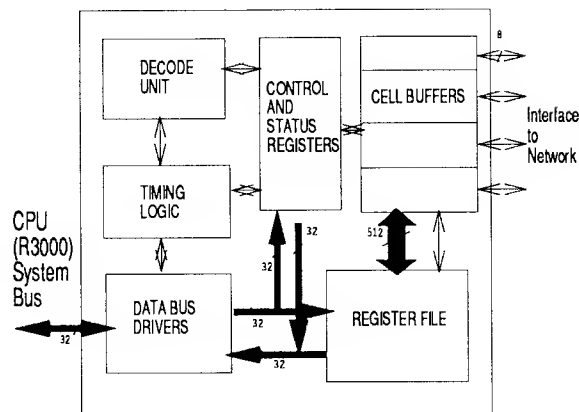 8
DECODE
UNIT
CONTROL
AND
STATUS
REGISTERS
CELL BUFFERS
Interface
to
Network
TIMING
LOGIC
CPU
(R3000)
System
Bus
512
32
32
DATA BUS
DRIVERS
32
REGISTER FILE
32
32